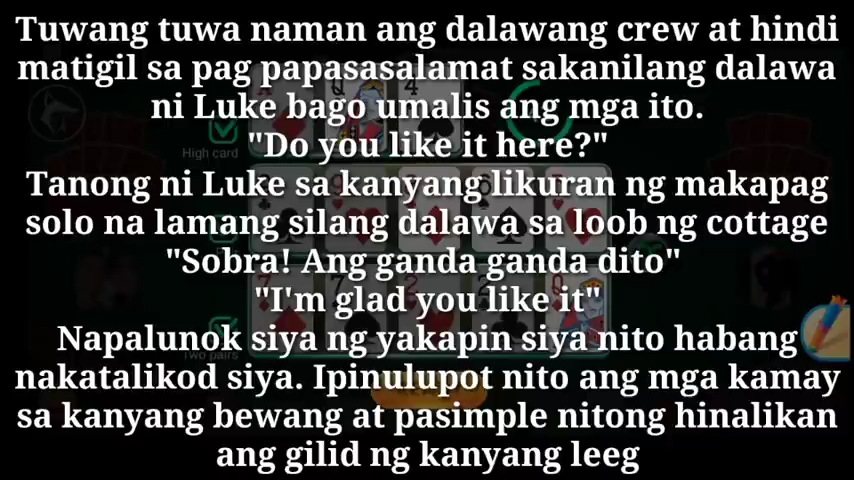 Tuwang tuwa naman ang dalawang crew at hindi
matigil sa pag papasasalamat sakanilang dalawa
ni Luke bago umalis ang mga ito.
"Do you like it here?"
Tanong ni Luke sa kanyang likuran ng makapag
solo na lamang silang dalawa sa loob ng cottage
"Sobra! Ang ganda ganda dito"
"I'm glad you like it"
Napalunok siya ng yakapin siya nito habang
nakatalikod siya. Ipinulupot nito ang mga kamay
sa kanyang bewang at pasimple nitong hinalikan
ang gilid ng kanyang leeg
High card
Two pairs